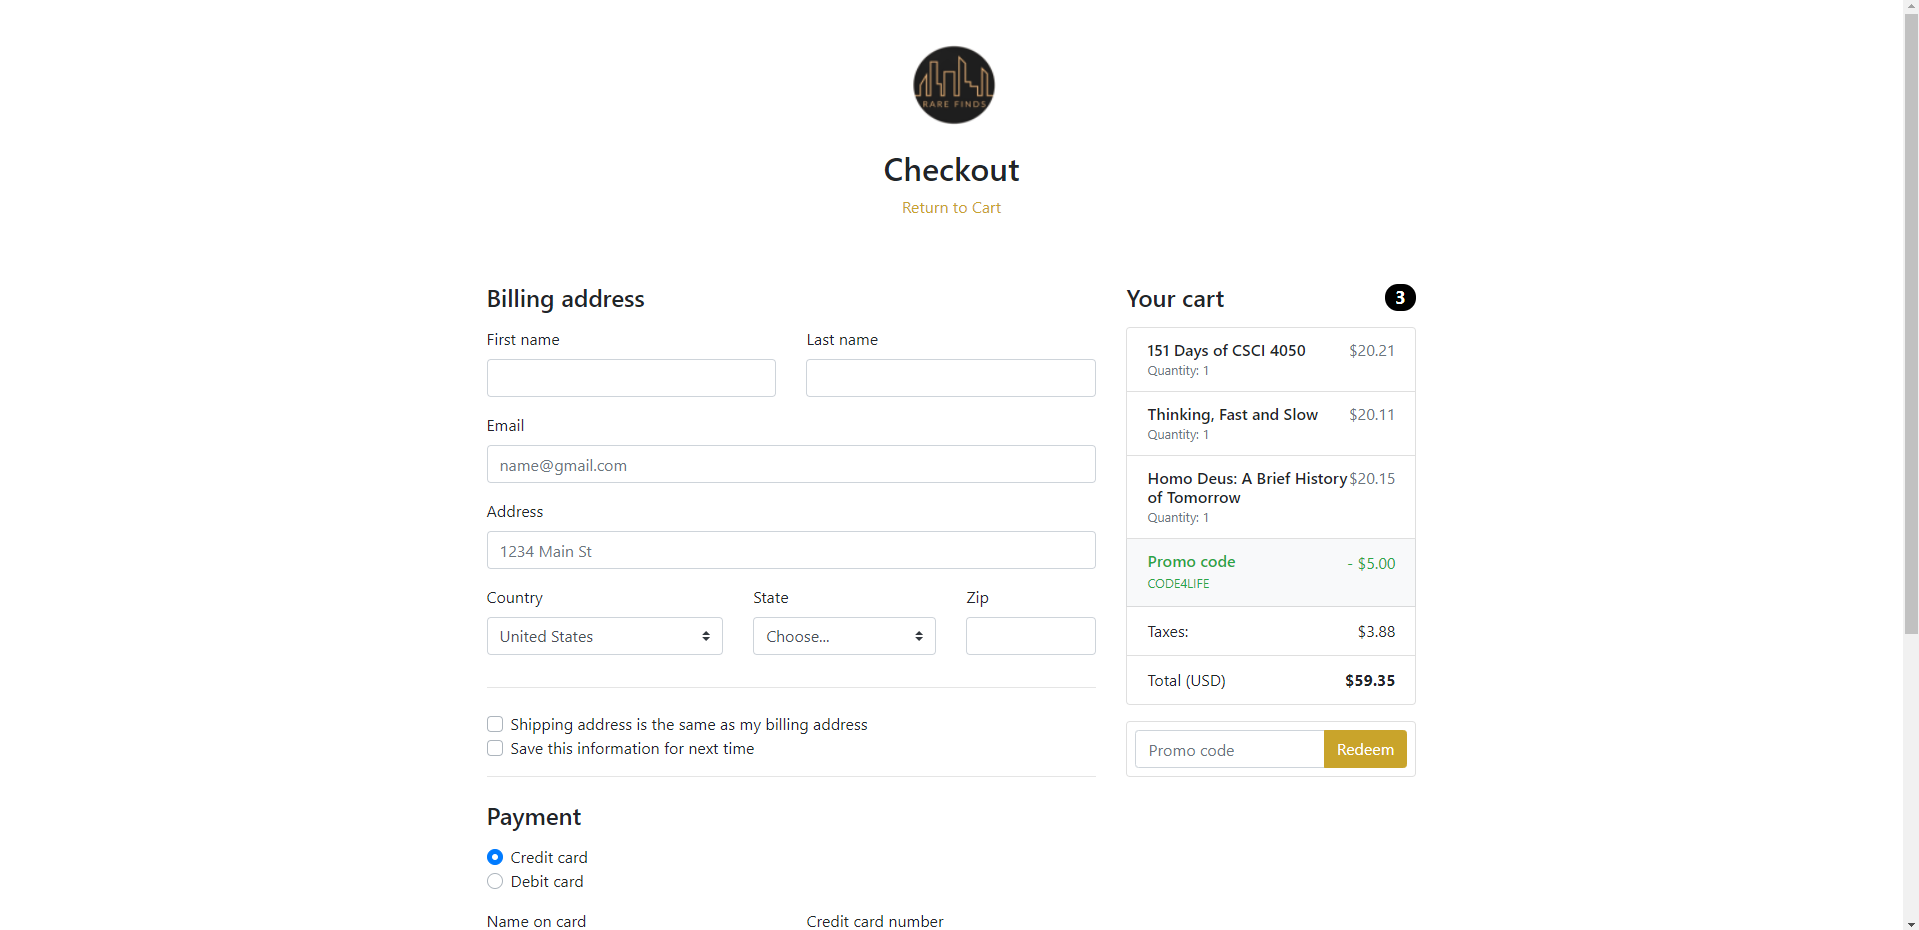 RARE FINDS
Checkout
Return to Cart
Billing address
First name
Last name
Email
name@gmail.com
Address
1234 Main St
Country
State
Zip
United States
Choose...
Shipping address is the same as my billing address
Save this information for next time
Payment
Credit card
Debit card
Name on card
Credit card number
Your cart
3
151 Days of CSCI 4050
$20.21
Quantity: 1
Thinking, Fast and Slow
$20.11
Quantity: 1
Homo Deus: A Brief History
$20.15
of Tomorrow
Quantity: 1
Promo code
- $5.00
CODE4LIFE
Taxes:
$3.88
Total (USD)
$59.35
Promo code
Redeem